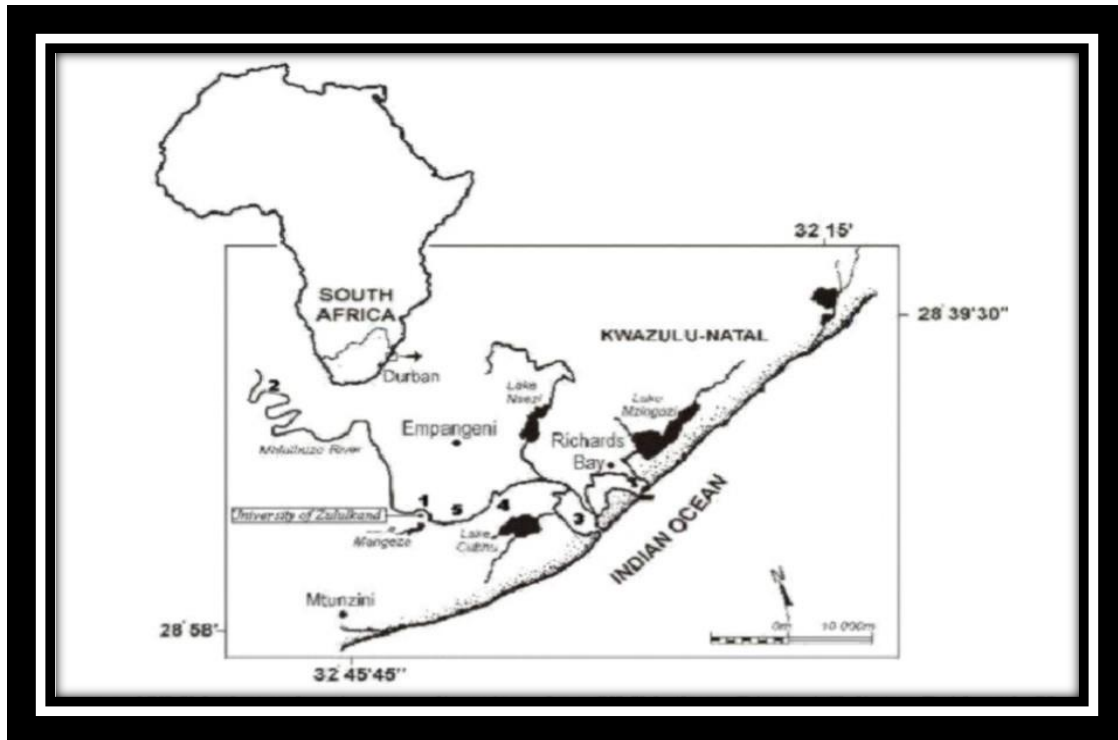 32 15'
28 39'30"
SOUTH
AFRICA
KWAZULU-NATAL
Durban
2
Lake
Nsezi
Lake
Mzingazi
Empangeni
Richards
Bay
Mhlathuze River
1
5
4
3
University of Zululkand
Mangeza
Lake
Cubhu
INDIAN OCEAN
Mtunzini
N
0m
10 000m
28 58'
32 45'45"